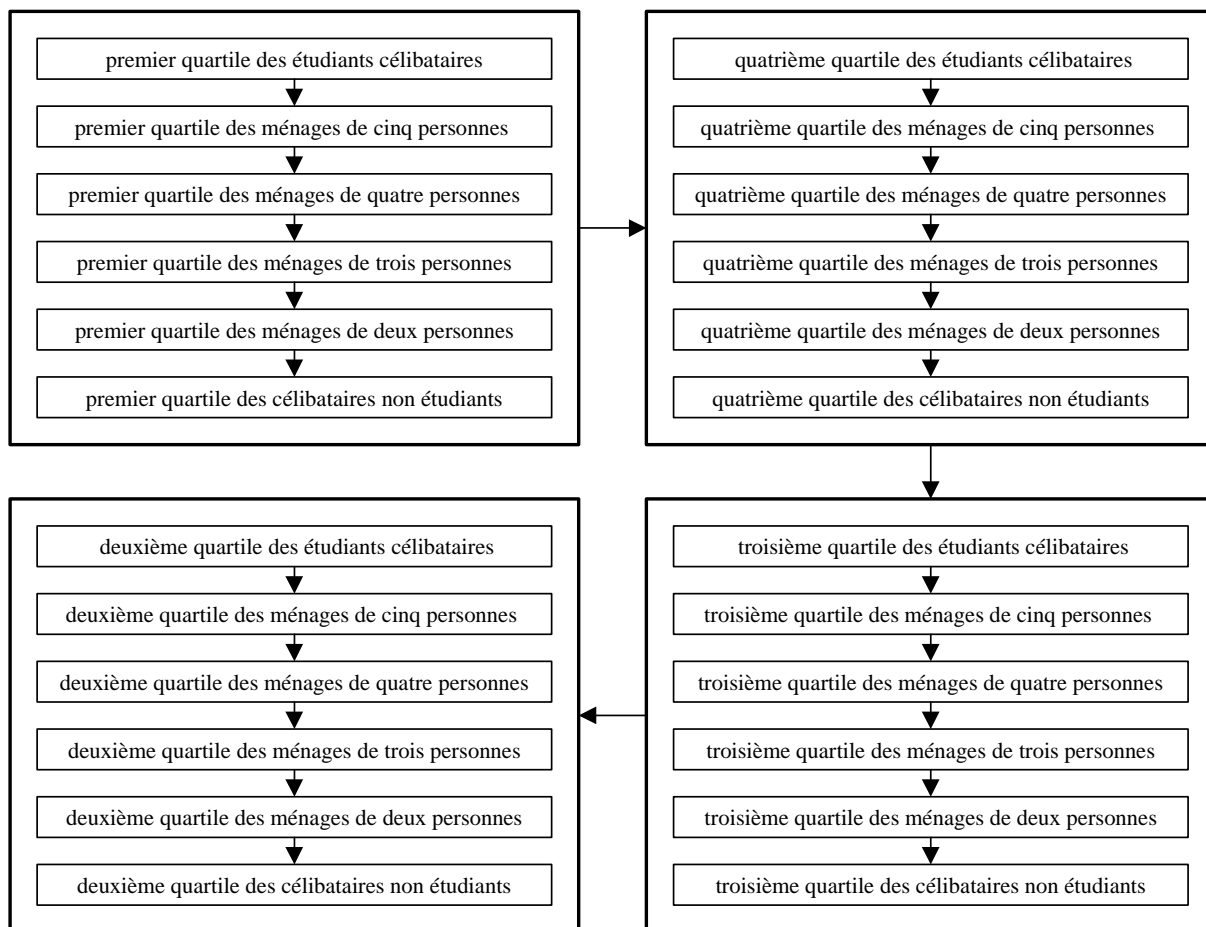 premier quartile des étudiants célibataires
premier quartile des ménages de cinq personnes
premier quartile des ménages de quatre personnes
premier quartile des ménages de trois personnes
premier quartile des ménages de deux personnes
premier quartile des célibataires non étudiants
quatrième quartile des étudiants célibataires
quatrième quartile des ménages de cinq personnes
quatrième quartile des ménages de quatre personnes
quatrième quartile des ménages de trois personnes
quatrième quartile des ménages de deux personnes
quatrième quartile des célibataires non étudiants
deuxième quartile des étudiants célibataires
deuxième quartile des ménages de cinq personnes
deuxième quartile des ménages de quatre personnes
deuxième quartile des ménages de trois personnes
deuxième quartile des ménages de deux personnes
deuxième quartile des célibataires non étudiants
troisième quartile des étudiants célibataires
troisième quartile des ménages de cinq personnes
troisième quartile des ménages de quatre personnes
troisième quartile des ménages de trois personnes
troisième quartile des ménages de deux personnes
troisième quartile des célibataires non étudiants